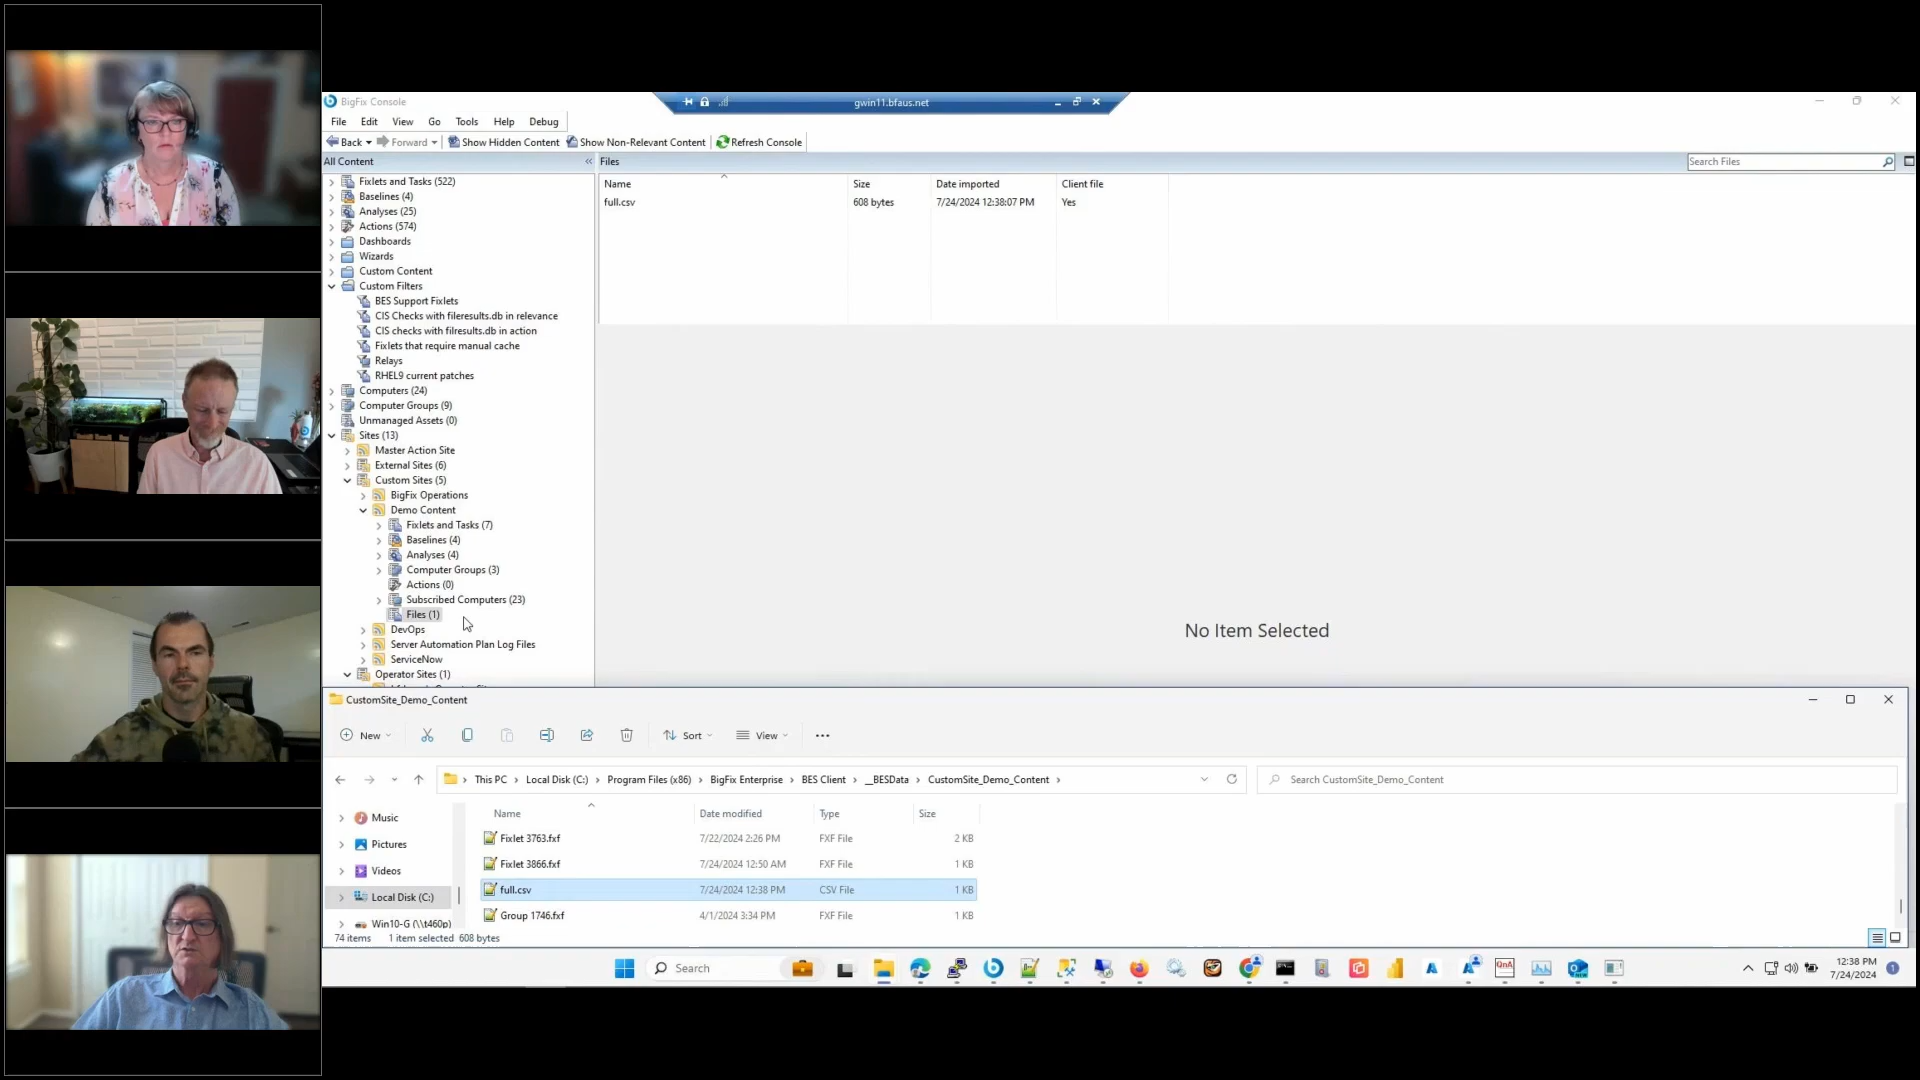 BigFix Console
gwin11.bfaus.net
File Edit View Go Tools Help Debug
Back Forward Show Hidden Content Show Non-Relevant Content Refresh Console
All Content
Fixlets and Tasks (522)
Baselines (4)
Analyses (25)
Actions (574)
Dashboards
Wizards
Custom Content
Custom Filters
BES Support Fixlets
CIS Checks with fileresults.db in relevance
CIS checks with filresults.db in action
Fixlets that require manual cache
Relays
RHEL9 current patches
Computers (24)
Computer Groups (9)
Unmanaged Assets (0)
Sites (13)
Master Action Site
External Sites (6)
Custom Sites (5)
BigFix Operations
Demo Content
Fixlets and Tasks (7)
Baselines (4)
Analyses (4)
Computer Groups (3)
Actions (0)
Subscribed Computers (23)
Files (1)
DevOps
Server Automation Plan Log Files
ServiceNow
Operator Sites (1)
Files
Search Files
Name Size Date imported Client file
full.csv 608 bytes 7/24/2024 12:38:07 PM Yes
No Item Selected
CustomSite_Demo_Content
New Sort View
This PC Local Disk (C:) Program Files (x86) BigFix Enterprise BES Client __BESData CustomSite_Demo_Content
Search CustomSite_Demo_Content
Music
Pictures
Videos
Local Disk (C:)
Win10-G (\\t460p)
Name Date modified Type Size
Fixlet 3763.fxf 7/22/2024 2:26 PM FXF File 2 KB
Fixlet 3866.fxf 7/24/2024 12:50 AM FXF File 1 KB
full.csv 7/24/2024 12:38 PM CSV File 1 KB
Group 1746.fxf 4/1/2024 3:34 PM FXF File 1 KB
74 items 1 item selected 608 bytes
Search
QnA
12:38 PM
7/24/2024
1